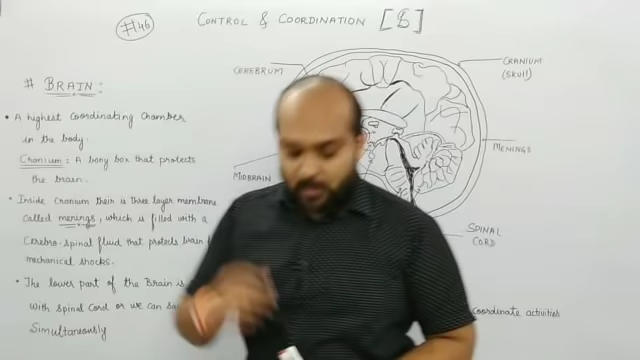 #46
CONTROL & COORDINATION [8]
# BRAIN:
• A highest coordinating Chamber
in the body.
Cranium: A bony box that protects
the brain.
• Inside Cranium their is three layer membrane
called menings, which is filled with a
Cerebro-spinal fluid that protects brain
mechanical shocks.
• The lower part of the Brain is
with Spinal Cord or we can
Simultaneously
coordinate activities
CEREBRUM
MIDBRAIN
CRANIUM
(SKULL)
MENINGS
SPINAL
CORD